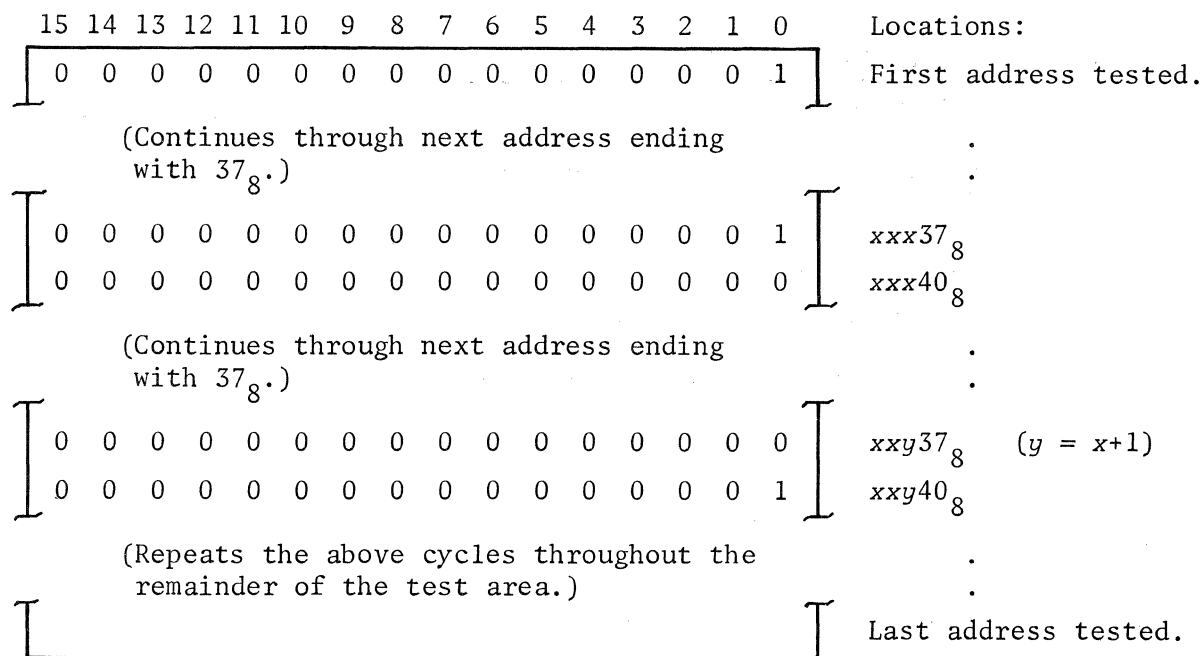 15 14 13 12 11 10 9 8 7 6 5 4 3 2 1 0 Locations:
0 0 0 0 0 0 0 0 0 0 0 0 0 0 0 1 First address tested.
(Continues through next address ending .
with 37₈.) .
0 0 0 0 0 0 0 0 0 0 0 0 0 0 0 1 xxx37₈
0 0 0 0 0 0 0 0 0 0 0 0 0 0 0 0 xxx40₈
(Continues through next address ending .
with 37₈.) .
0 0 0 0 0 0 0 0 0 0 0 0 0 0 0 0 xxy37₈ (y = x+1)
0 0 0 0 0 0 0 0 0 0 0 0 0 0 0 1 xxy40₈
(Repeats the above cycles throughout the .
remainder of the test area.) .
Last address tested.